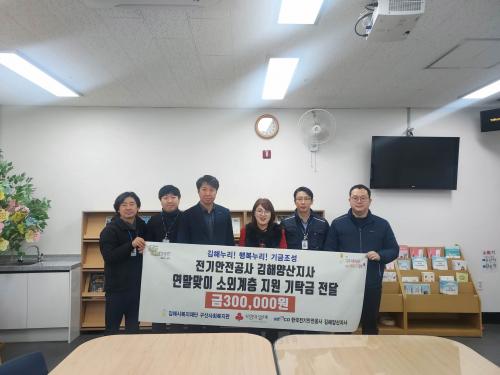 김해누리! 행복누리! 기금조성
전기안전공사 김해양산지사
연말맞이 소외계층 지원 기탁금 전달
금300,000원
김해시복지재단 구산사회복지관
한국전기안전공사 김해양산지사